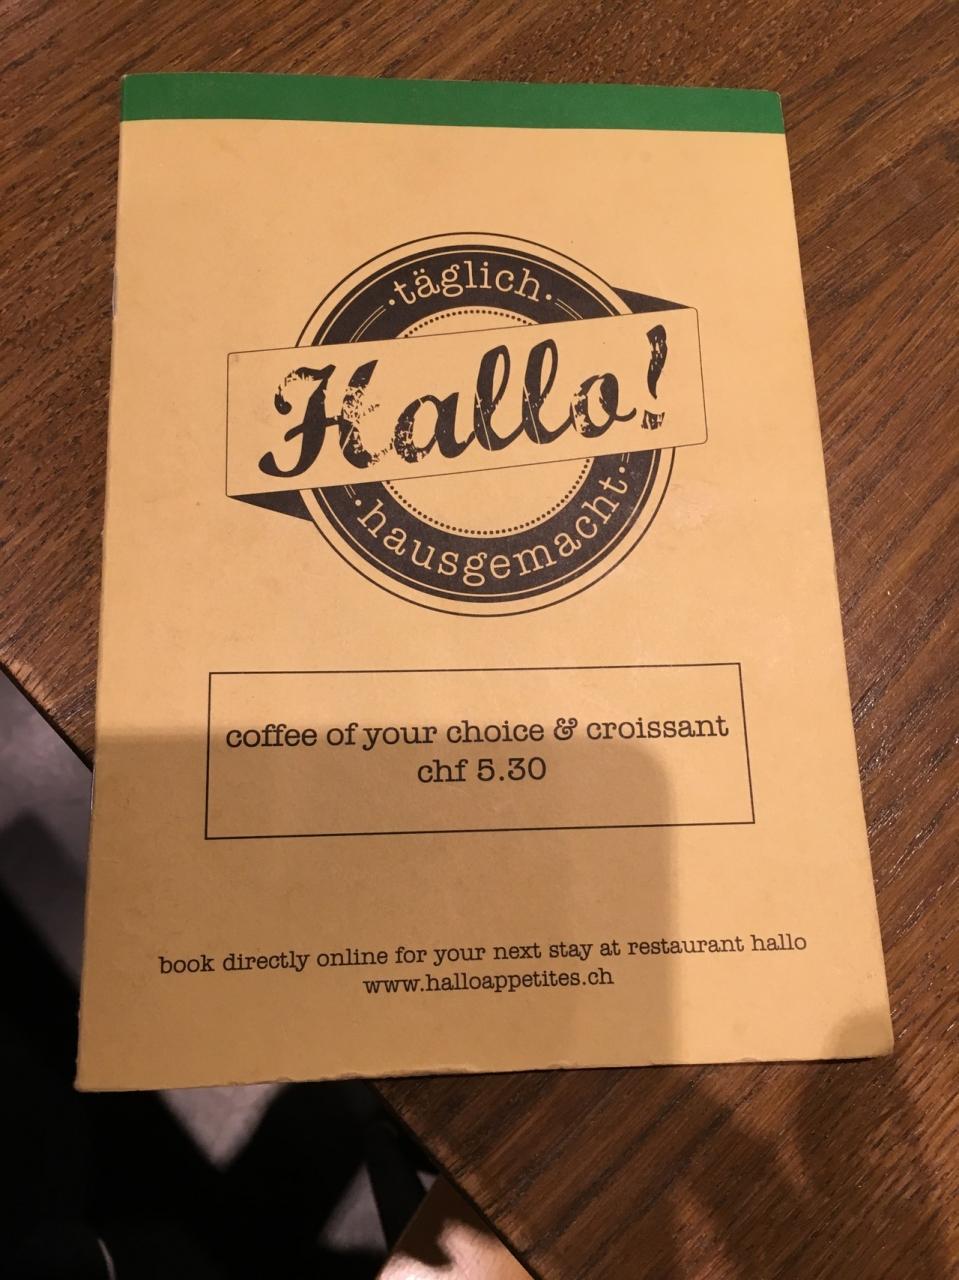 täglich
Hallo!
hausgemacht
coffee of your choice & croissant
chf 5.30
book directly online for your next stay at restaurant hallo
www.halloappetites.ch